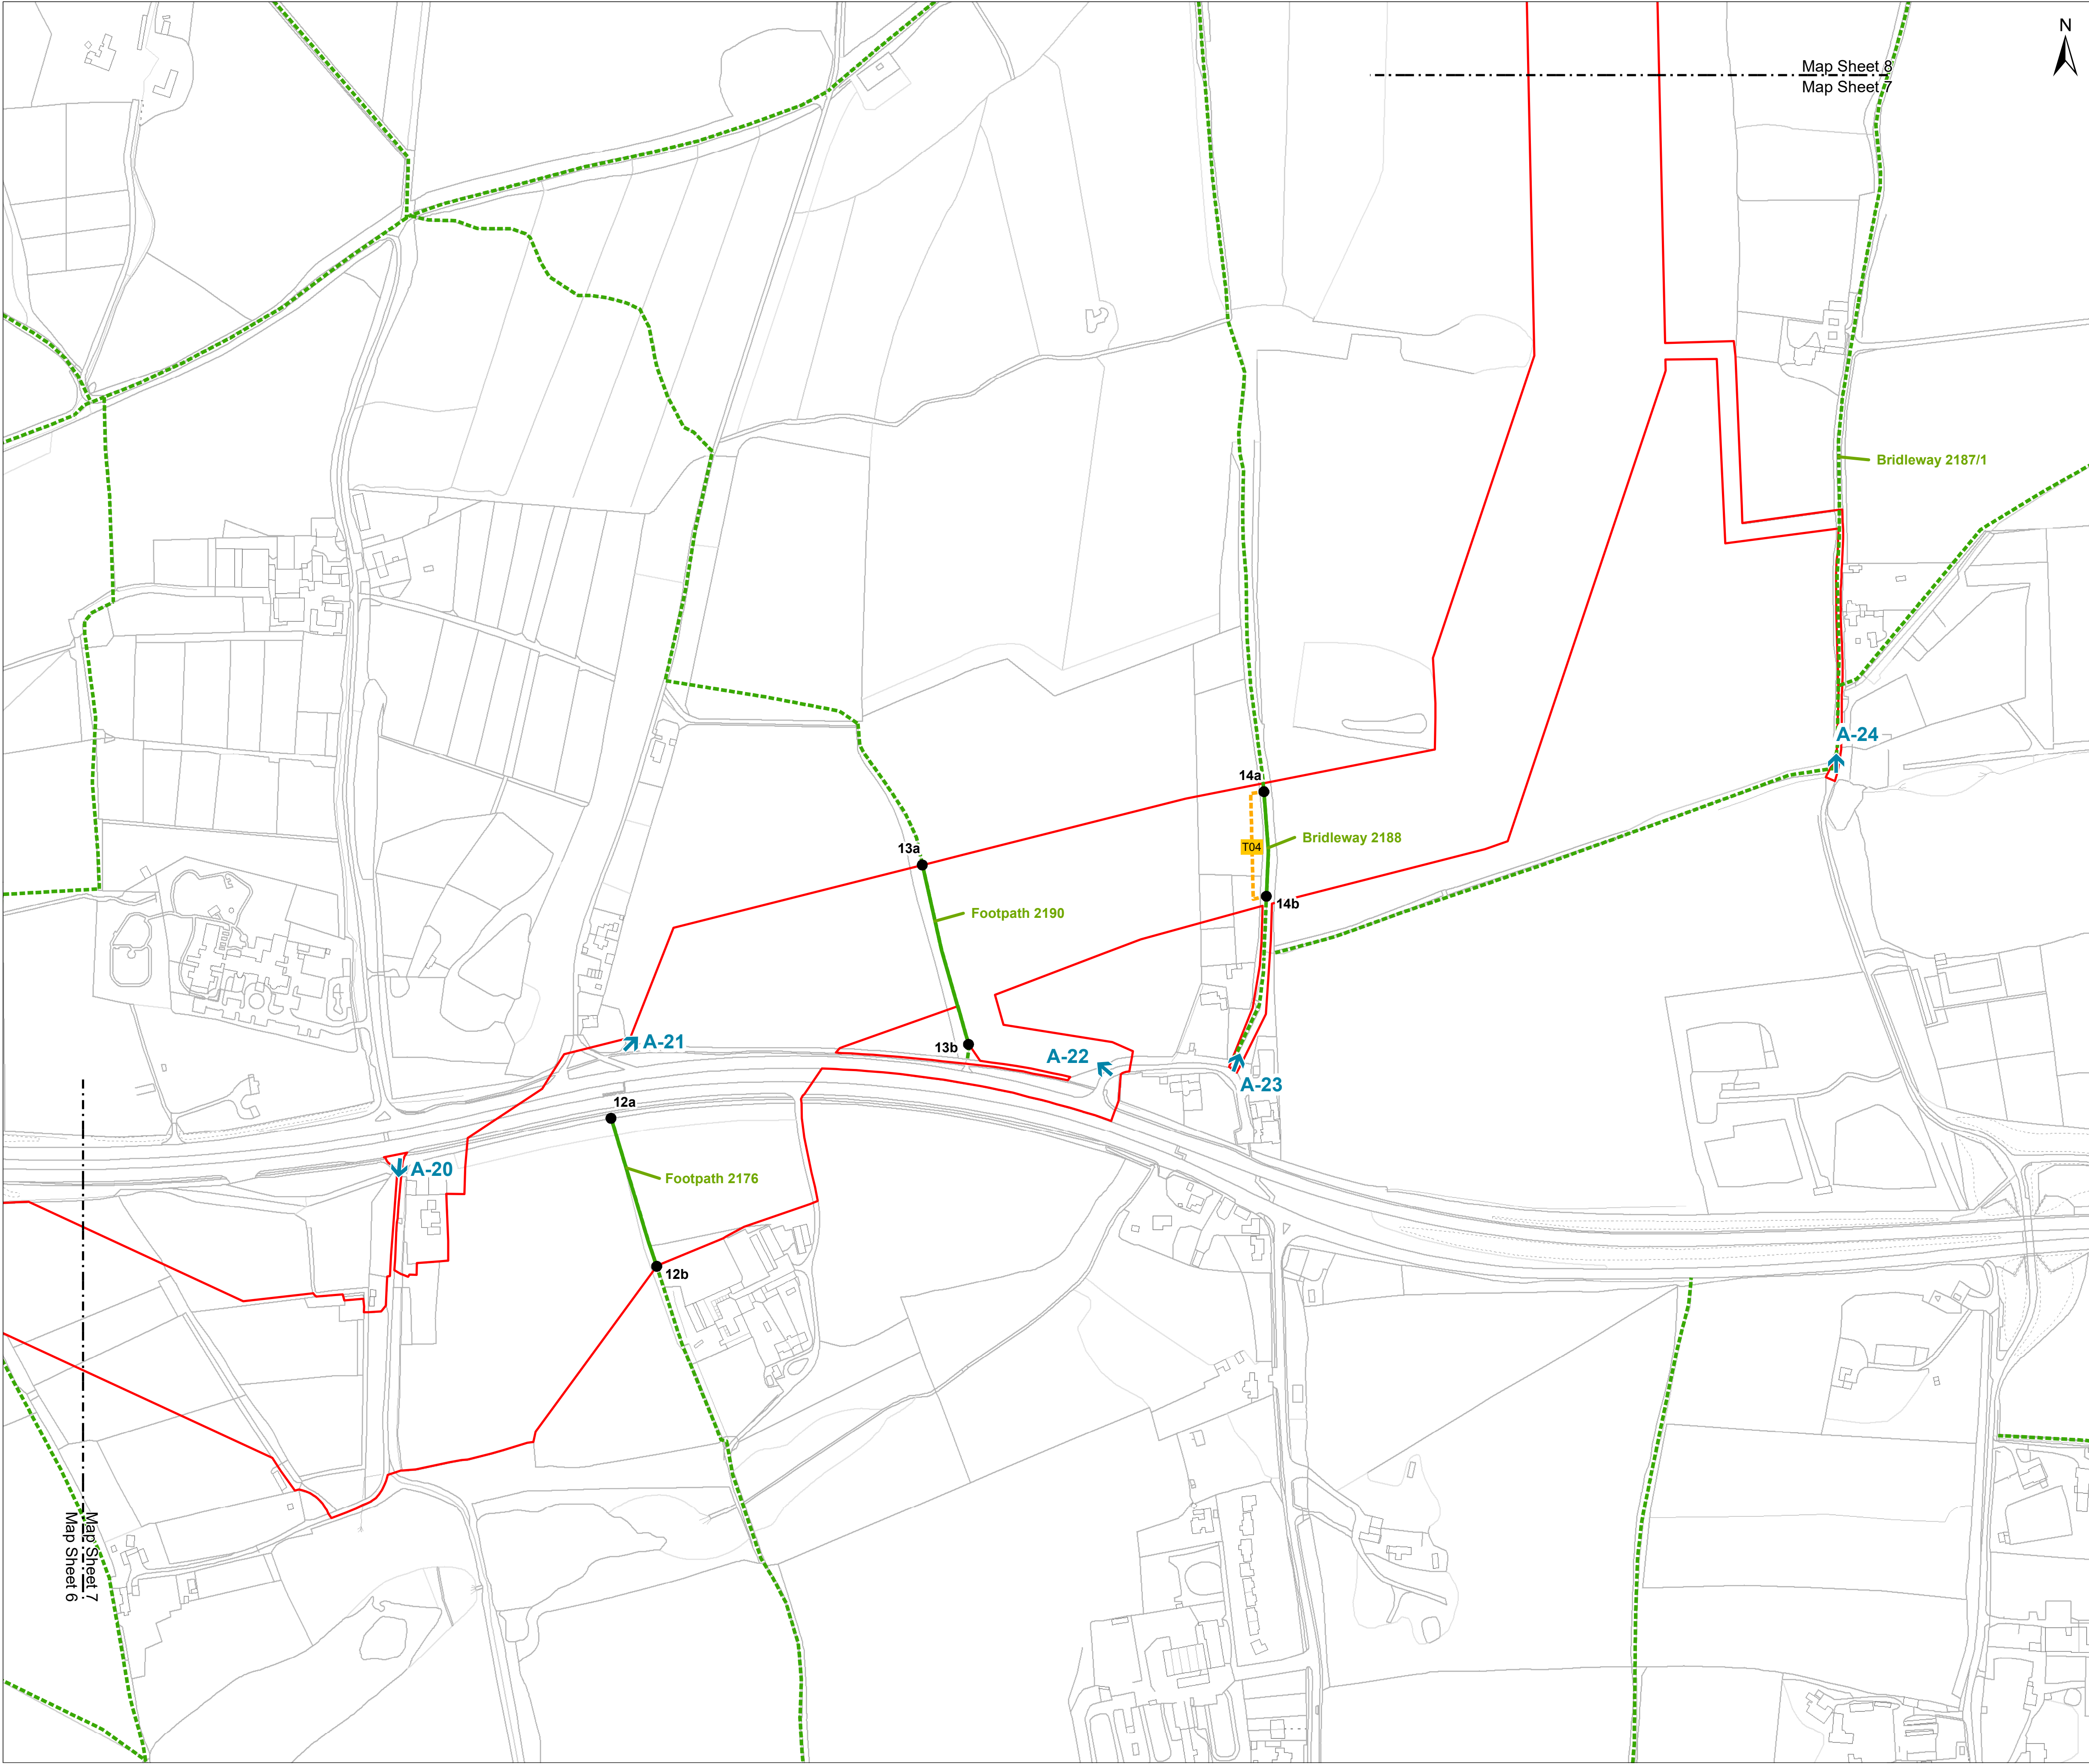 N
Map Sheet 8
Map Sheet 7
Bridleway 2187/1
A-24
14a
Bridleway 2188
T04
13a
14b
Footpath 2190
A-21
13b
A-22
A-23
12a
A-20
Footpath 2176
12b
Map Sheet 7
Map Sheet 6